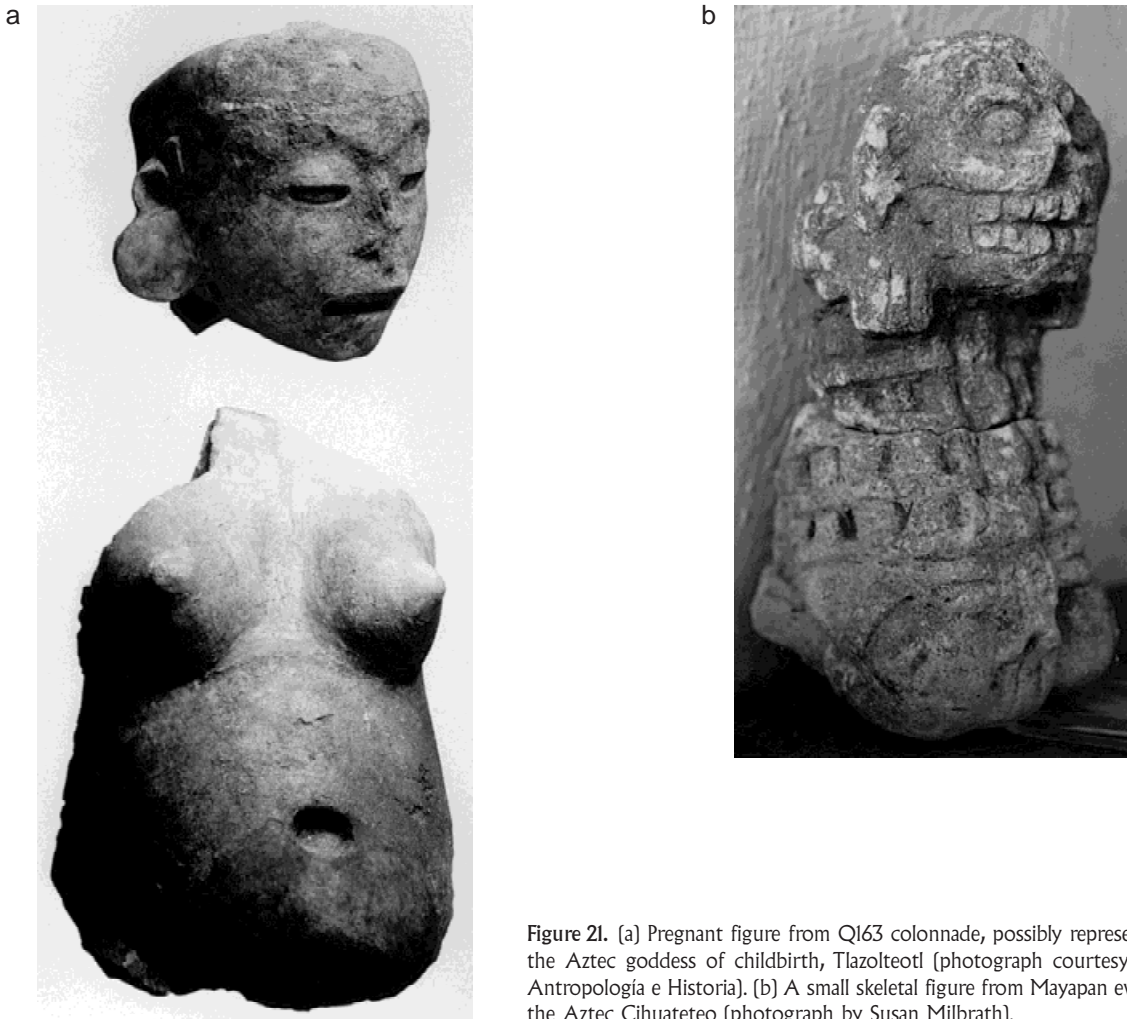 a
b
Figure 21. (a) Pregnant figure from Q163 colonnade, possibly
the Aztec goddess of childbirth, Tlazolteotl (photograph courtesy
Antropología e Historia). (b) A small skeletal figure from Mayapan
the Aztec Cihuateteo (photograph by Susan Milbrath).